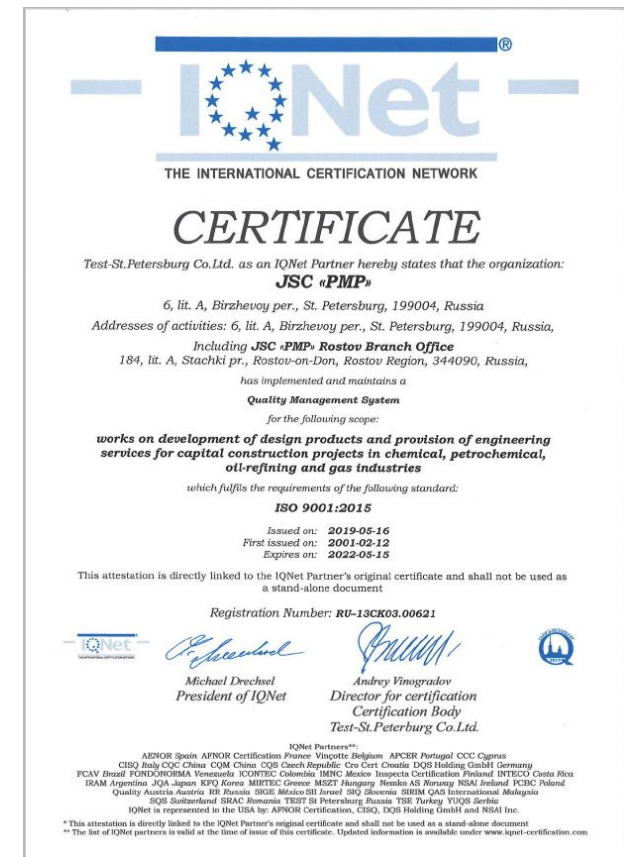 IQNet ®
THE INTERNATIONAL CERTIFICATION NETWORK
CERTIFICATE
Test-St.Petersburg Co.Ltd. as an IQNet Partner hereby states that the organization:
JSC «PMP»
6, lit. A, Birzhevoy per., St. Petersburg, 199004, Russia
Addresses of activities: 6, lit. A, Birzhevoy per., St. Petersburg, 199004, Russia,
Including JSC «PMP» Rostov Branch Office
184, lit. A, Stachki pr., Rostov-on-Don, Rostov Region, 344090, Russia,
has implemented and maintains a
Quality Management System
for the following scope:
works on development of design products and provision of engineering
services for capital construction projects in chemical, petrochemical,
oil-refining and gas industries
which fulfils the requirements of the following standard:
ISO 9001:2015
Issued on: 2019-05-16
First issued on: 2001-02-12
Expires on: 2022-05-15
This attestation is directly linked to the IQNet Partner's original certificate and shall not be used as
a stand-alone document
Registration Number: RU-13CK03.00621
IQNet
Michael Drechsel
President of IQNet
Andrey Vinogradov
Director for certification
Certification Body
Test-St.Peterburg Co.Ltd.
IQNet Partners**:
AENOR Spain AFNOR Certification France Vinçotte Belgium APCER Portugal CCC Cyprus
CISQ Italy CQC China CQM China CQS Czech Republic Cro Cert Croatia DQS Holding GmbH Germany
FCAV Brazil FONDONORMA Venezuela ICONTEC Colombia IMNC Mexico Inspecta Certification Finland INTECO Costa Rica
IRAM Argentina JQA Japan KFQ Korea MIRTEC Greece MSZT Hungary Nemko AS Norway NSAI Ireland PCBC Poland
Quality Austria Austria RR Russia SIGE México SII Israel SIQ Slovenia SIRIM QAS International Malaysia
SQS Switzerland SRAC Romania TEST St Petersburg Russia TSE Turkey YUQS Serbia
IQNet is represented in the USA by: AFNOR Certification, CISQ, DQS Holding GmbH and NSAI Inc.
* This attestation is directly linked to the IQNet Partner's original certificate and shall not be used as a stand-alone document
** The list of IQNet partners is valid at the time of issue of this certificate. Updated information is available under www.iqnet-certification.com